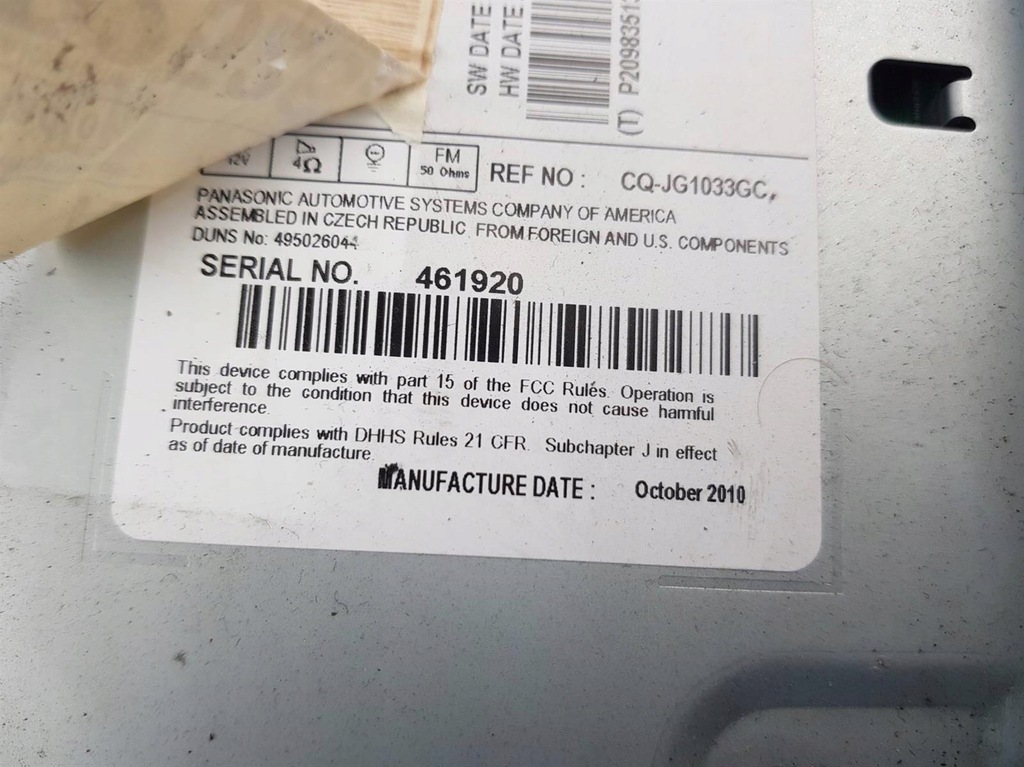 SW DATE
HW DATE
(T) P2098351
12V
4Ω
FM
50 Ohms
REF NO : CQ-JG1033GC,
PANASONIC AUTOMOTIVE SYSTEMS COMPANY OF AMERICA
ASSEMBLED IN CZECH REPUBLIC FROM FOREIGN AND U.S. COMPONENTS
DUNS No: 495026044
SERIAL NO. 461920
This device complies with part 15 of the FCC Rules. Operation is
subject to the condition that this device does not cause harmful
interference.
Product complies with DHHS Rules 21 CFR. Subchapter J in effect
as of date of manufacture.
MANUFACTURE DATE : October 2010